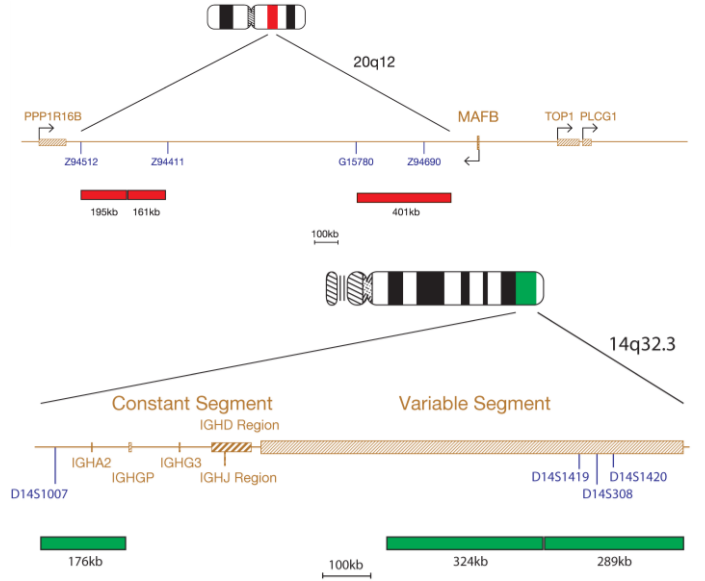 20q12
PPP1R16B
MAFB
TOP1
PLCG1
Z94512
Z94411
G15780
Z94690
195kb
161kb
401kb
100kb
14q32.3
Constant Segment
Variable Segment
IGHD Region
IGHA2
IGHG3
IGHGP
IGHJ Region
D14S1007
D14S1419
D14S1420
D14S308
176kb
324kb
289kb
100kb